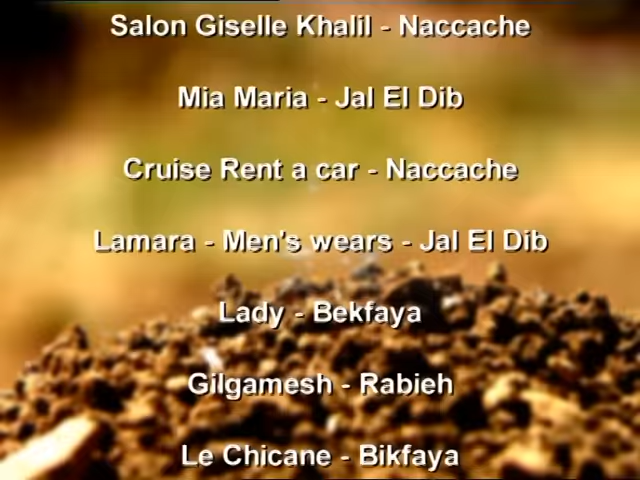 Salon Giselle Khalil - Naccache
Mia Maria - Jal El Dib
Cruise Rent a car - Naccache
Lamara - Men's wears - Jal El Dib
Lady - Bekfaya
Gilgamesh - Rabieh
Le Chicane - Bikfaya